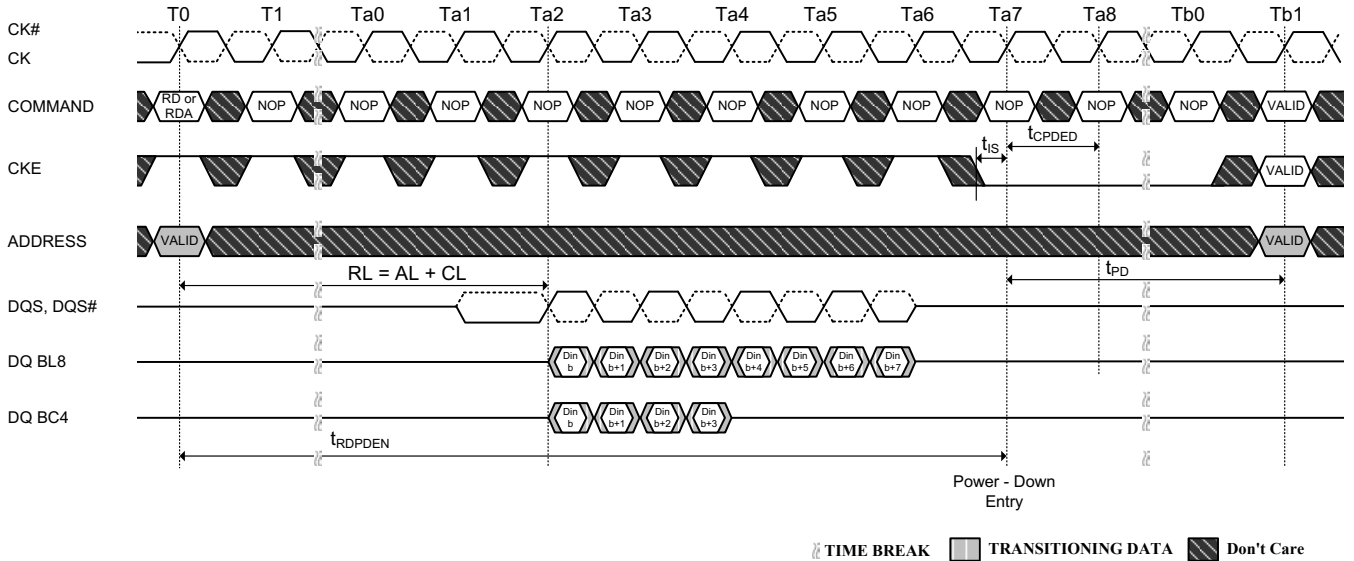 T0 T1 Ta0 Ta1 Ta2 Ta3 Ta4 Ta5 Ta6 Ta7 Ta8 Tb0 Tb1
CK#
CK
COMMAND
RD or
RDA
NOP NOP NOP NOP NOP NOP NOP NOP NOP NOP NOP VALID
tIS
tCPDED
CKE
VALID
ADDRESS
VALID
VALID
RL = AL + CL
tPD
DQS, DQS#
DQ BL8
Din
b
Din
b+1
Din
b+2
Din
b+3
Din
b+4
Din
b+5
Din
b+6
Din
b+7
DQ BC4
Din
b
Din
b+1
Din
b+2
Din
b+3
tRDPDEN
Power - Down
Entry
TIME BREAK TRANSITIONING DATA Don't Care